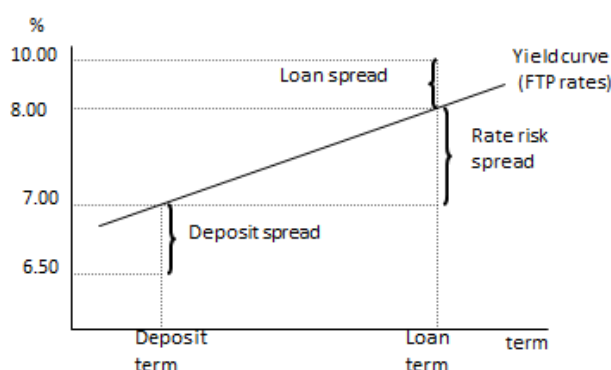 %
10.00
Loan spread
Yield curve
(FTP rates)
8.00
Rate risk
spread
7.00
Deposit spread
6.50
Deposit
term
Loan
term
term